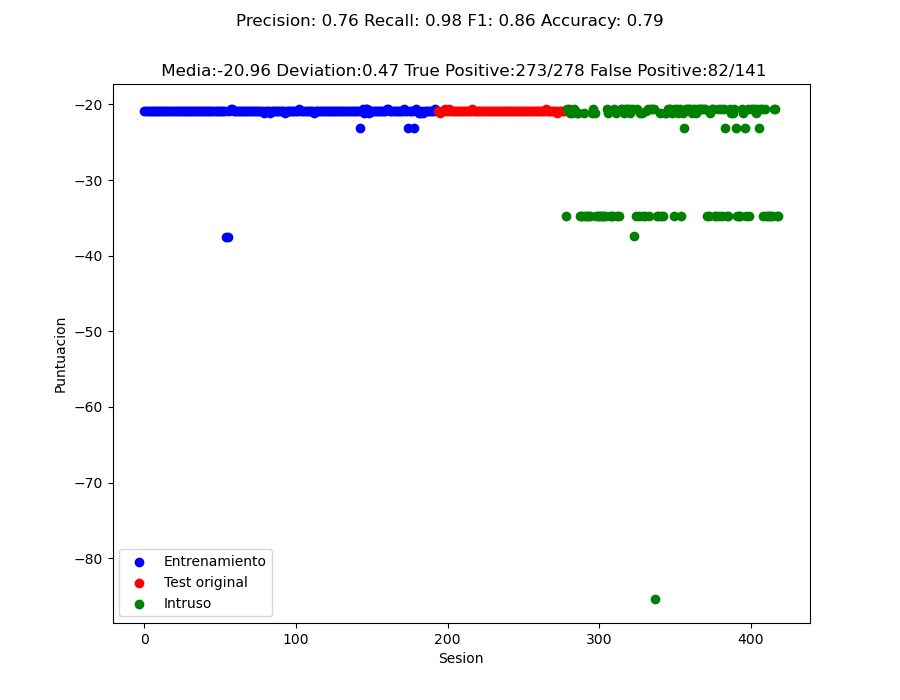 Precision: 0.76 Recall: 0.98 F1: 0.86 Accuracy: 0.79
Media:-20.96 Deviation:0.47 True Positive:273/278 False Positive:82/141
Puntuacion
−20
−30
−40
−50
−60
−70
−80
Entrenamiento
Test original
Intruso
0 100 200 300 400
Sesion